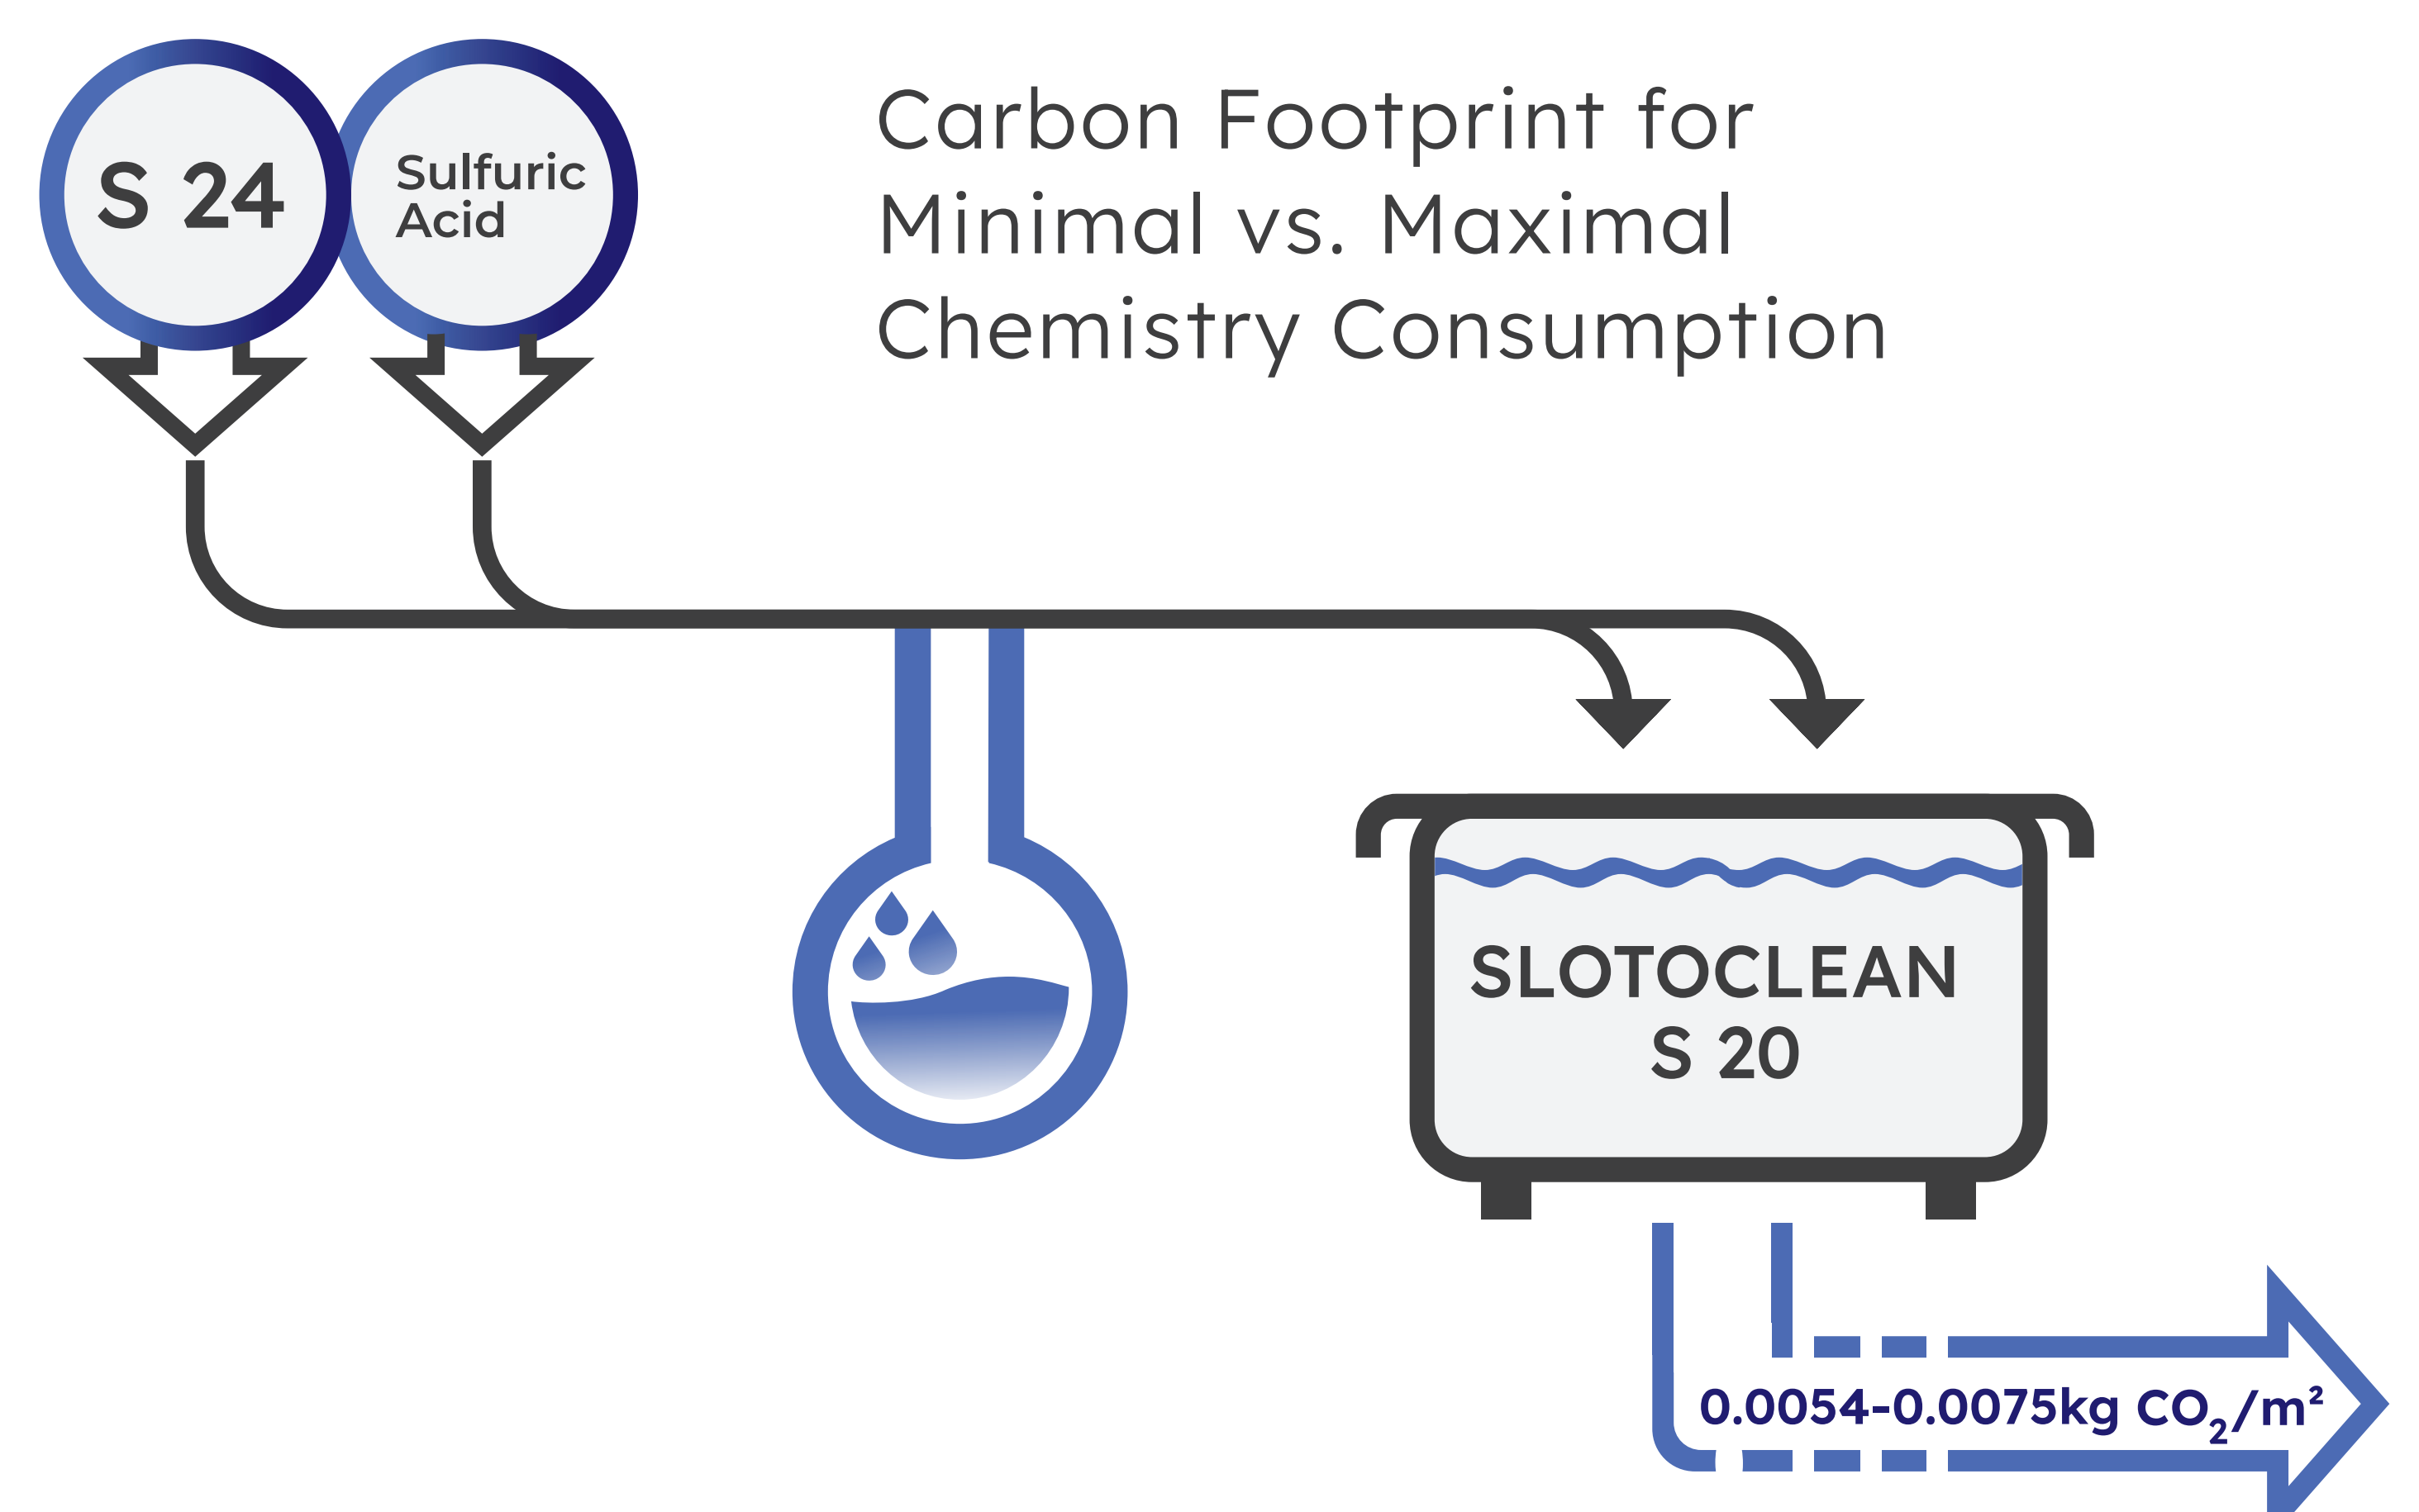 S 24
Sulfuric
Acid
Carbon Footprint for
Minimal vs. Maximal
Chemistry Consumption
SLOTOCLEAN
S 20
0.0054-0.0075kg CO₂/m²